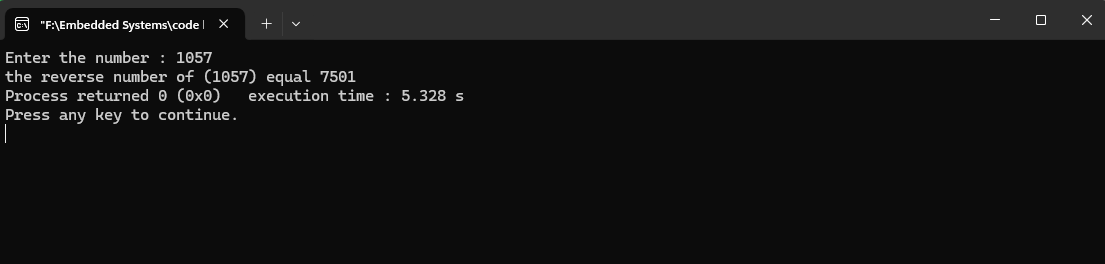 "F:\Embedded Systems\code l
Enter the number : 1057
the reverse number of (1057) equal 7501
Process returned 0 (0x0)   execution time : 5.328 s
Press any key to continue.